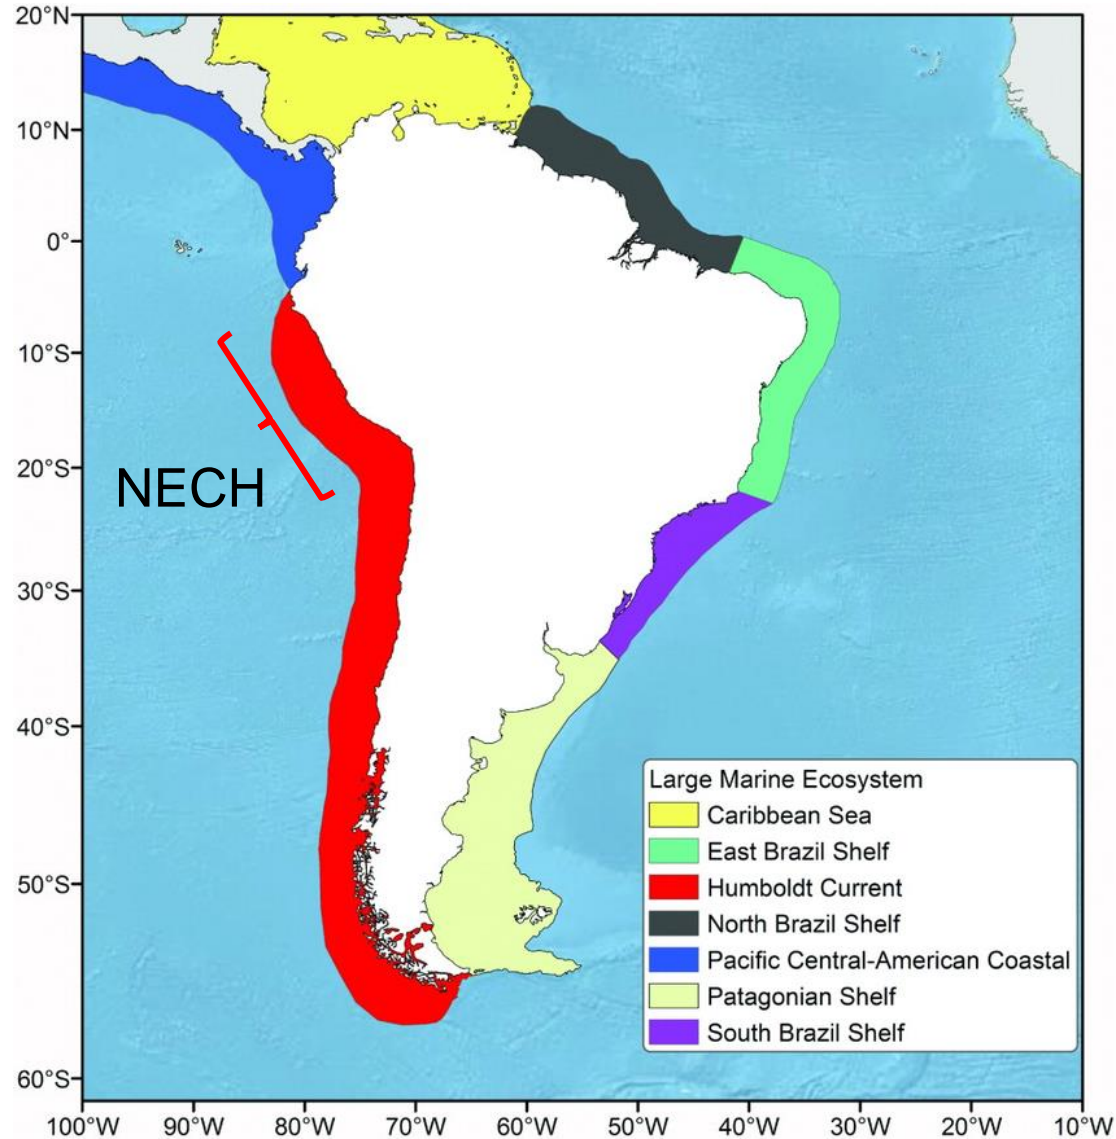 20°N
10°N
0°
10°S
20°S
30°S
40°S
50°S
60°S
NECH
Large Marine Ecosystem
Caribbean Sea
East Brazil Shelf
Humboldt Current
North Brazil Shelf
Pacific Central-American Coastal
Patagonian Shelf
South Brazil Shelf
100°W 90°W 80°W 70°W 60°W 50°W 40°W 30°W 20°W 10°W